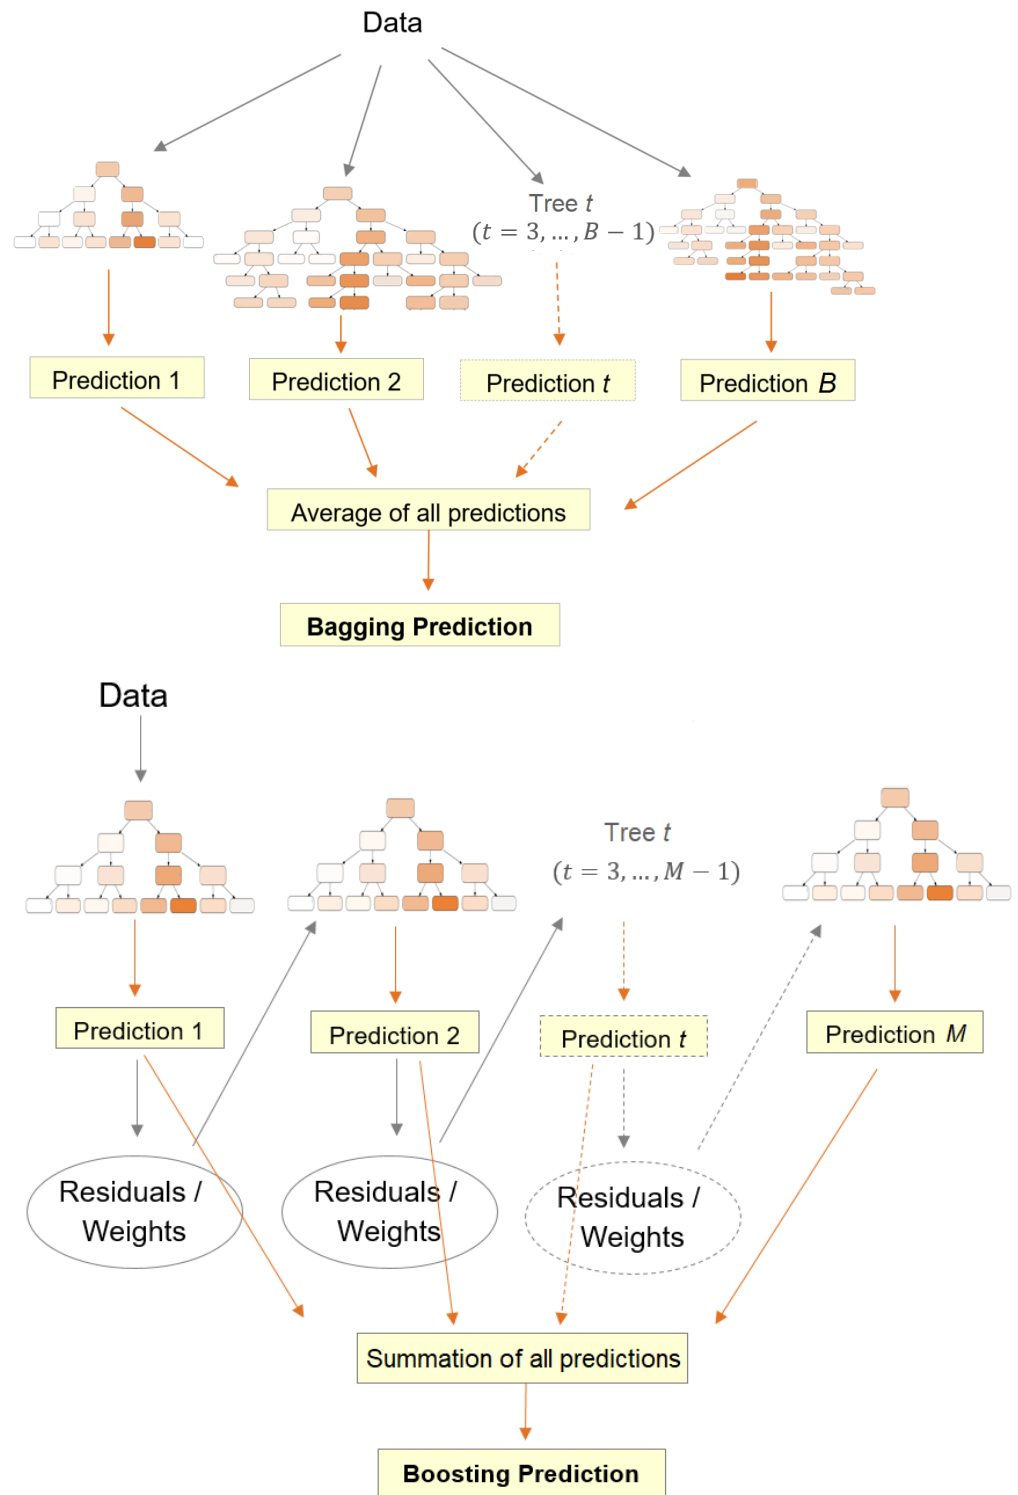 Data
Tree t
(t = 3, ..., B − 1)
Prediction 1
Prediction 2
Prediction t
Prediction B
Average of all predictions
Bagging Prediction
Data
Tree t
(t = 3, ..., M − 1)
Prediction 1
Prediction 2
Prediction t
Prediction M
Residuals /
Weights
Residuals /
Weights
Residuals /
Weights
Summation of all predictions
Boosting Prediction